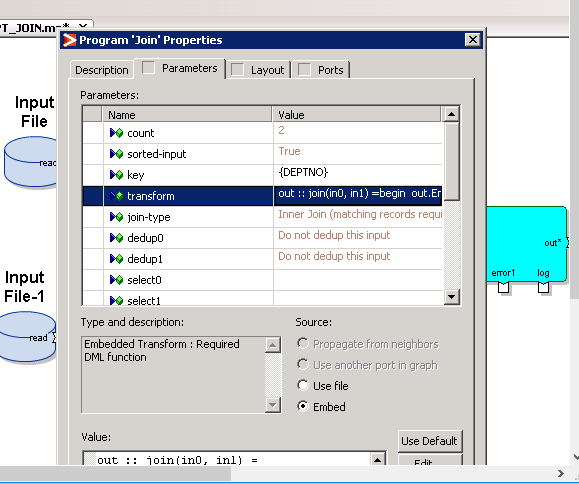 PT_JOIN.m
Program 'Join' Properties
Description
Parameters
Layout
Ports
Input
File
read
Parameters:
Name Value
count 2
sorted-input True
key {DEPTNO}
transform out :: join(in0, in1) =begin out.Er
join-type Inner Join (matching records requi
dedup0 Do not dedup this input
dedup1 Do not dedup this input
select0
select1
out*
error1 log
Input
File-1
read
Type and description:
Embedded Transform : Required
DML function
Source:
Propagate from neighbors
Use another port in graph
Use file
Embed
Value:
Use Default
out :: join(in0, in1) =
Edit